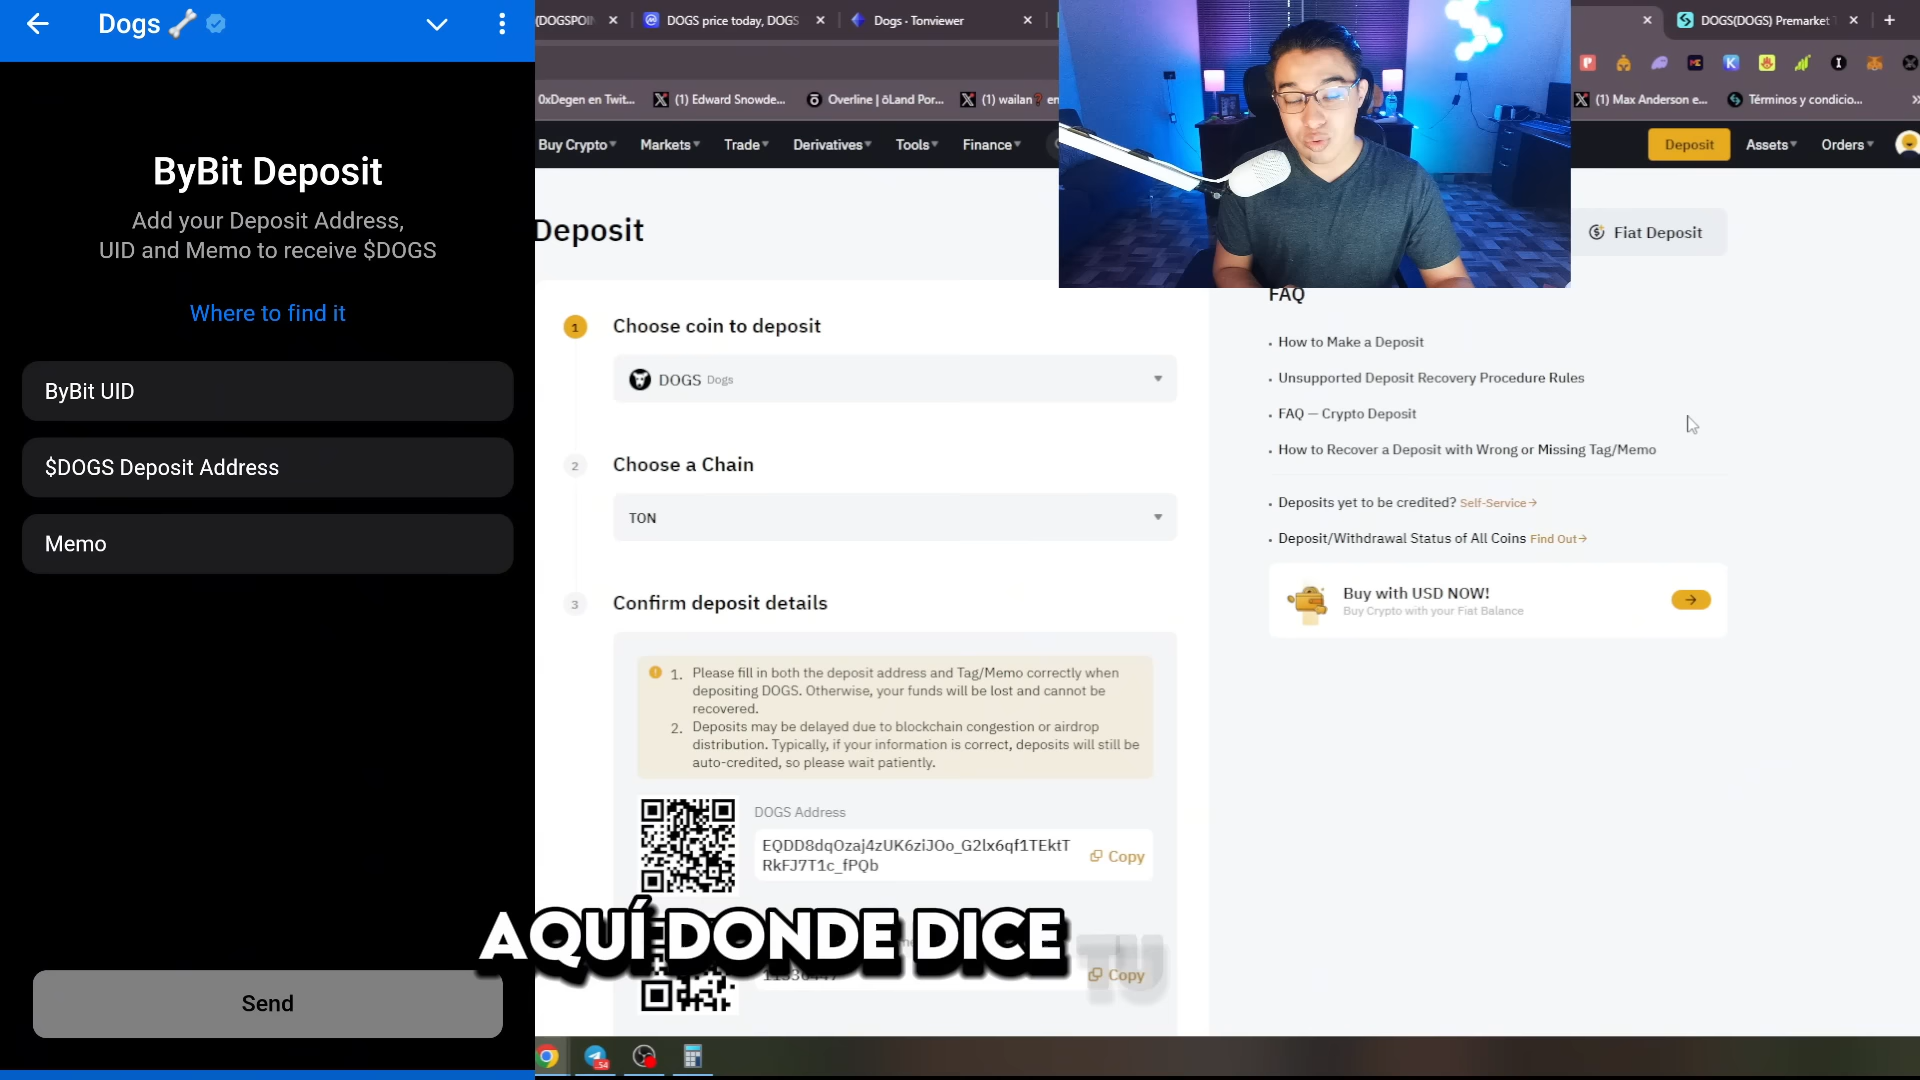 Dogs
ByBit Deposit
Add your Deposit Address,
UID and Memo to receive $DOGS
Where to find it
ByBit UID
$DOGS Deposit Address
Memo
Send
DOGS price today, DOGS
Dogs - Tonviewer
DOGS(DOGS) Premarket
0xDegen en Twit...
(1) Edward Snowde...
Overline | ōLand Por...
(1) wailan
en
(1) Max Anderson e...
Términos y condicio...
Buy Crypto
Markets
Trade
Derivatives
Tools
Finance
Deposit
Assets
Orders
Deposit
Fiat Deposit
1
Choose coin to deposit
DOGS Dogs
2
Choose a Chain
TON
3
Confirm deposit details
1. Please fill in both the deposit address and Tag/Memo correctly when
depositing DOGS. Otherwise, your funds will be lost and cannot be
recovered.
2. Deposits may be delayed due to blockchain congestion or airdrop
distribution. Typically, if your information is correct, deposits will still be
auto-credited, so please wait patiently.
DOGS Address
EQDD8dqOzaj4zUK6ziJOo_G2lx6qf1TEktT
RkFJ7T1c_fPQb
Copy
Copy
FAQ
How to Make a Deposit
Unsupported Deposit Recovery Procedure Rules
FAQ — Crypto Deposit
How to Recover a Deposit with Wrong or Missing Tag/Memo
Deposits yet to be credited? Self-Service
Deposit/Withdrawal Status of All Coins Find Out
Buy with USD NOW!
Buy Crypto with your Fiat Balance
AQUÍ DONDE DICE TU
54